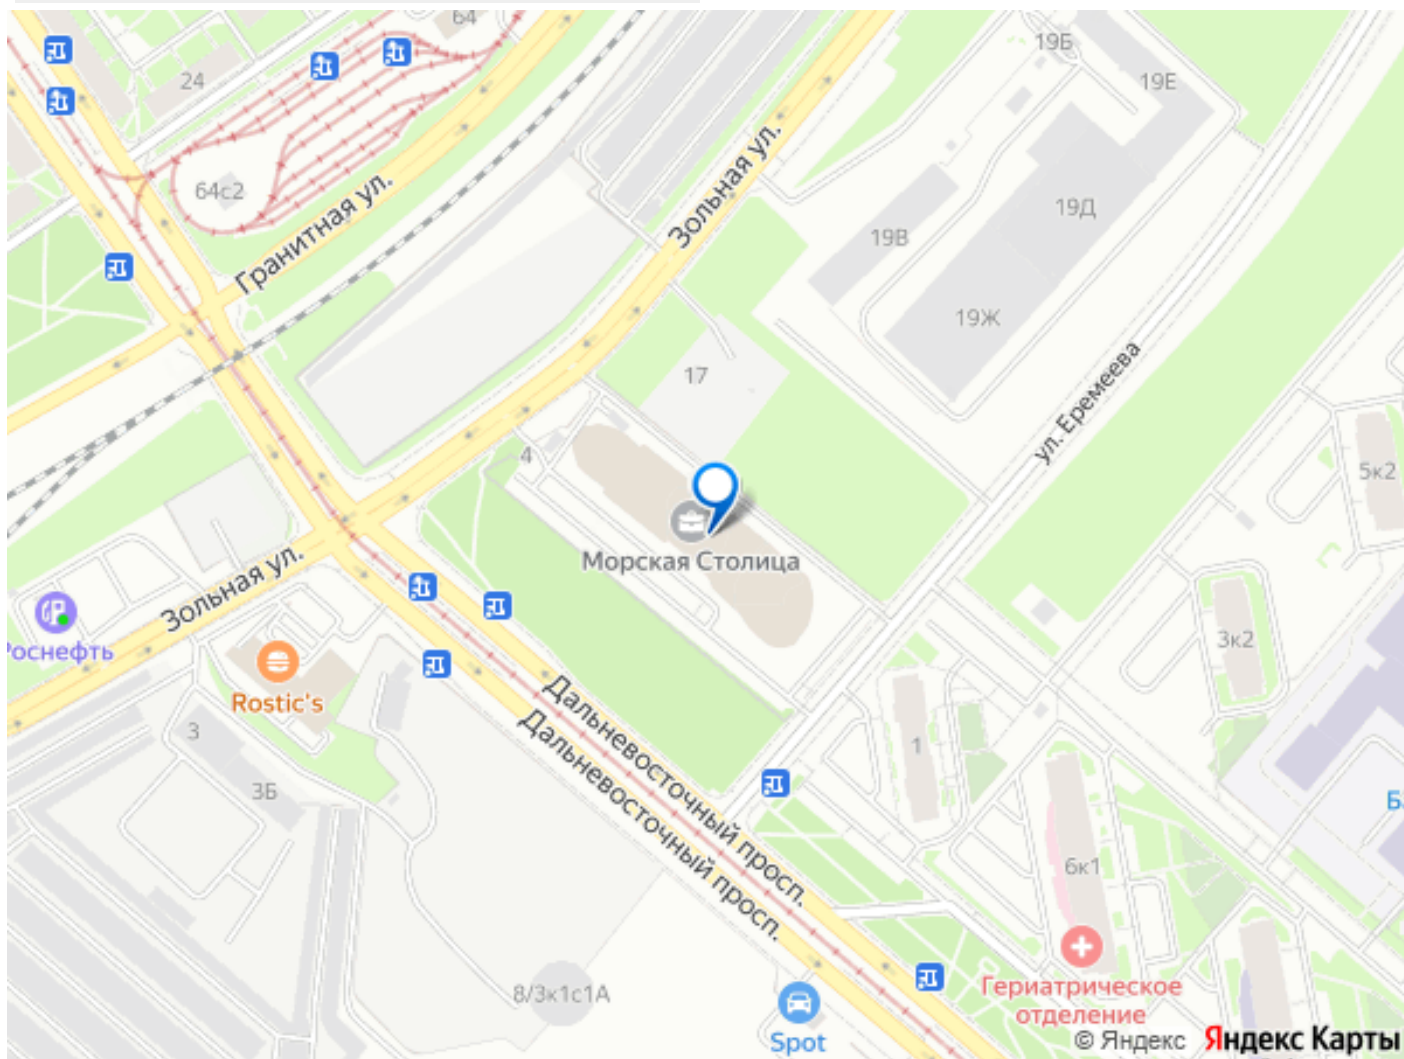 64
19Б
24
19Е
64с2
Гранитная ул.
Зольная ул.
19Д
19В
19Ж
17
ул. Еремеева
4
5к2
Морская Столица
Зольная ул.
Роснефть
Rostic's
3
3Б
3к2
1
Дальневосточный просп.
Дальневосточный просп.
6к1
8/3к1с1А
Spot
Гериатрическое
отделение
© Яндекс Яндекс Карты